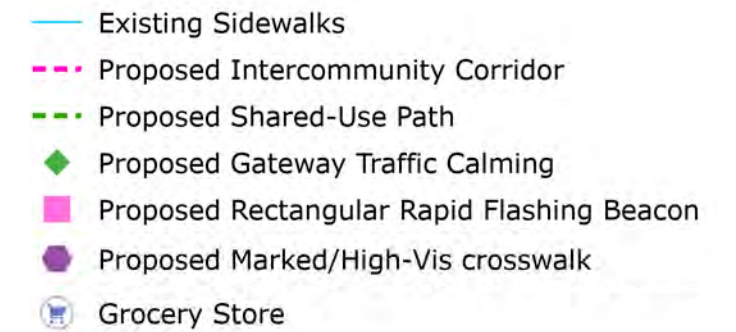 Existing Sidewalks
Proposed Intercommunity Corridor
Proposed Shared-Use Path
Proposed Gateway Traffic Calming
Proposed Rectangular Rapid Flashing Beacon
Proposed Marked/High-Vis crosswalk
Grocery Store